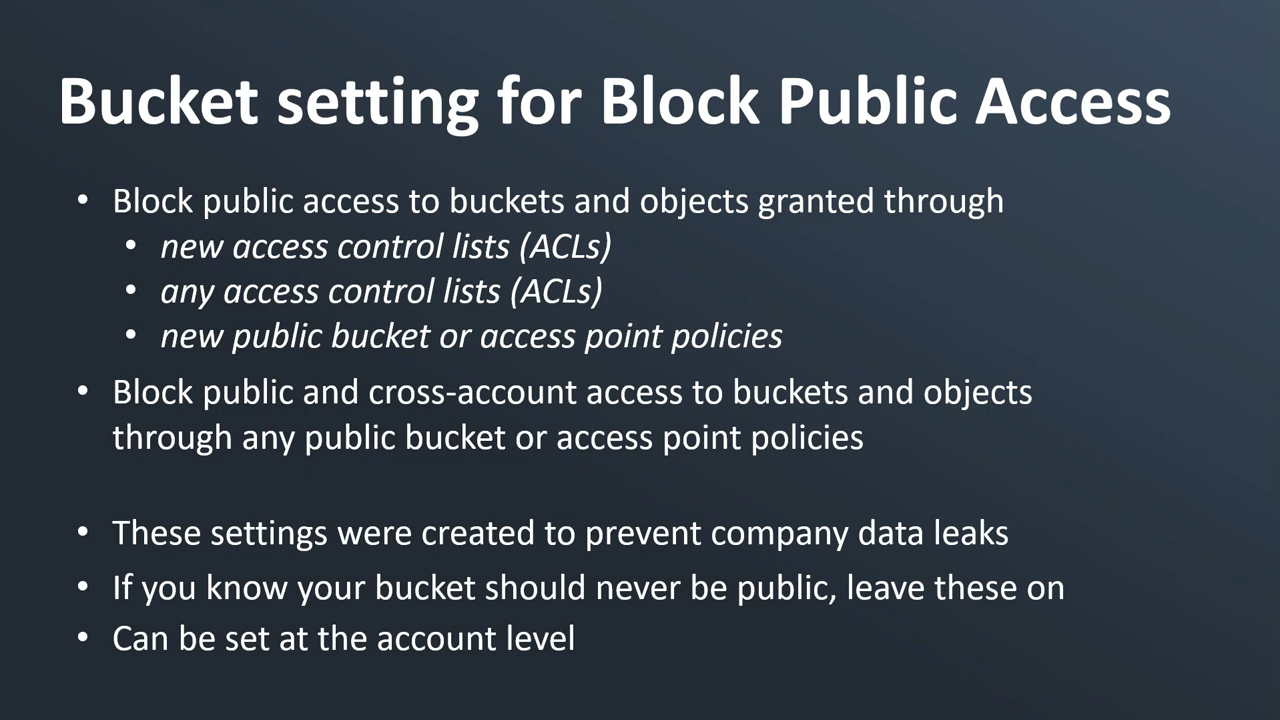 Bucket setting for Block Public Access
• Block public access to buckets and objects granted through
• new access control lists (ACLs)
• any access control lists (ACLs)
• new public bucket or access point policies
• Block public and cross-account access to buckets and objects
through any public bucket or access point policies
• These settings were created to prevent company data leaks
• If you know your bucket should never be public, leave these on
• Can be set at the account level